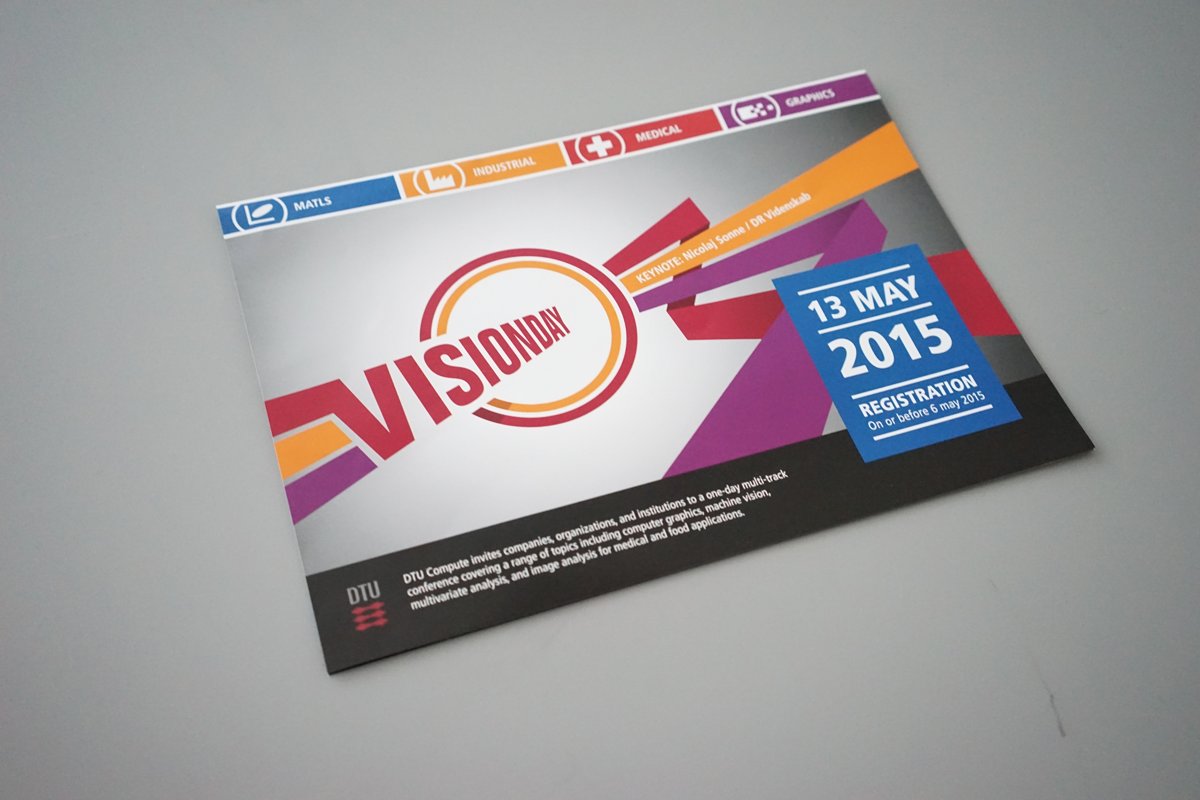 MATLS
INDUSTRIAL
MEDICAL
GRAPHICS
KEYNOTE: Nicolaj Sonne / DR Videnskab
VISIONDAY
13 MAY
2015
REGISTRATION
On or before 6 may 2015
DTU
DTU Compute invites companies, organizations, and institutions to a one-day multi-track
conference covering a range of topics including computer graphics, machine vision,
multivariate analysis, and image analysis for medical and food applications.